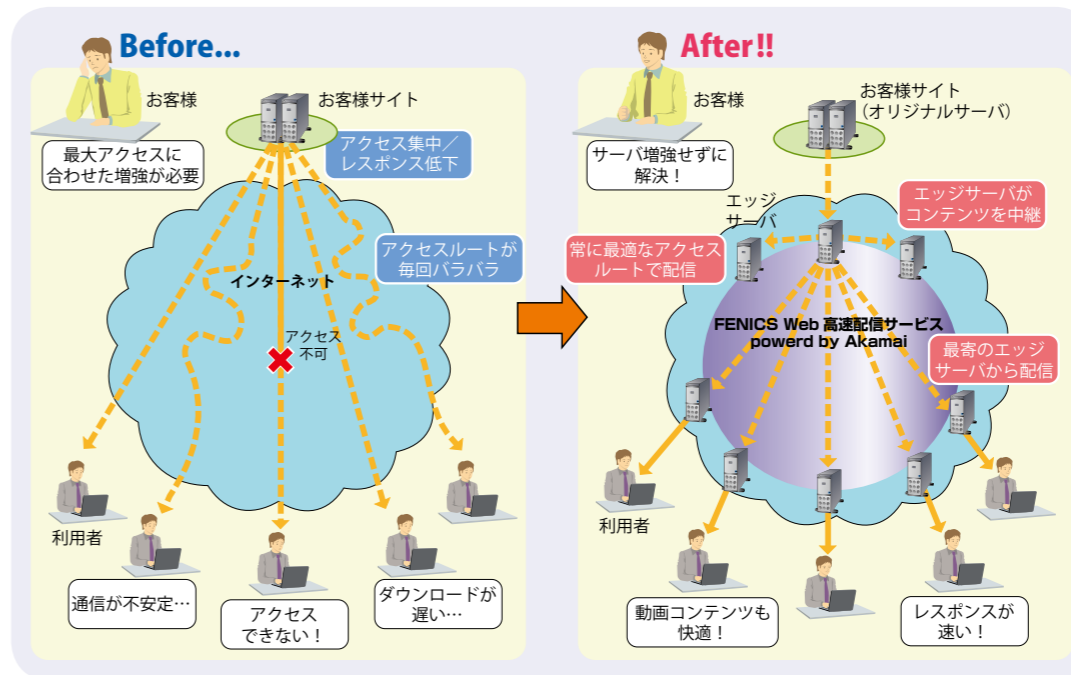 Before...
お客様
お客様サイト
最大アクセスに
合わせた増強が必要
アクセス集中／
レスポンス低下
アクセスルートが
毎回バラバラ
インターネット
アクセス
不可
利用者
通信が不安定…
アクセス
できない！
ダウンロードが
遅い…
After!!
お客様
お客様サイト
（オリジナルサーバ）
サーバ増強せずに
解決！
エッジ
サーバ
エッジサーバが
コンテンツを中継
常に最適なアクセス
ルートで配信
FENICS Web 高速配信サービス
powerd by Akamai
最寄のエッジ
サーバから配信
利用者
動画コンテンツも
快適！
レスポンスが
速い！